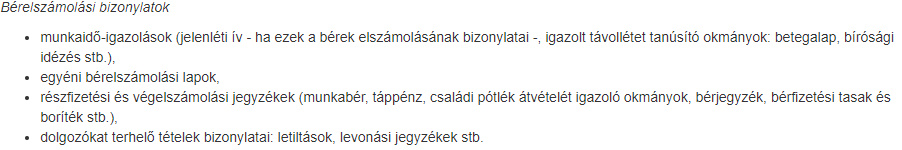 Bérelszámolási bizonylatok
• munkaidő-igazolások (jelenléti ív - ha ezek a bérek elszámolásának bizonylatai -, igazolt távollétet tanúsító okmányok: betegalap, bírósági
idézés stb.),
• egyéni bérelszámolási lapok,
• részfizetési és végelszámolási jegyzékek (munkabér, táppénz, családi pótlék átvételét igazoló okmányok, bérjegyzék, bérfizetési tasak és
boríték stb.),
• dolgozókat terhelő tételek bizonylatai: letiltások, levonási jegyzékek stb.